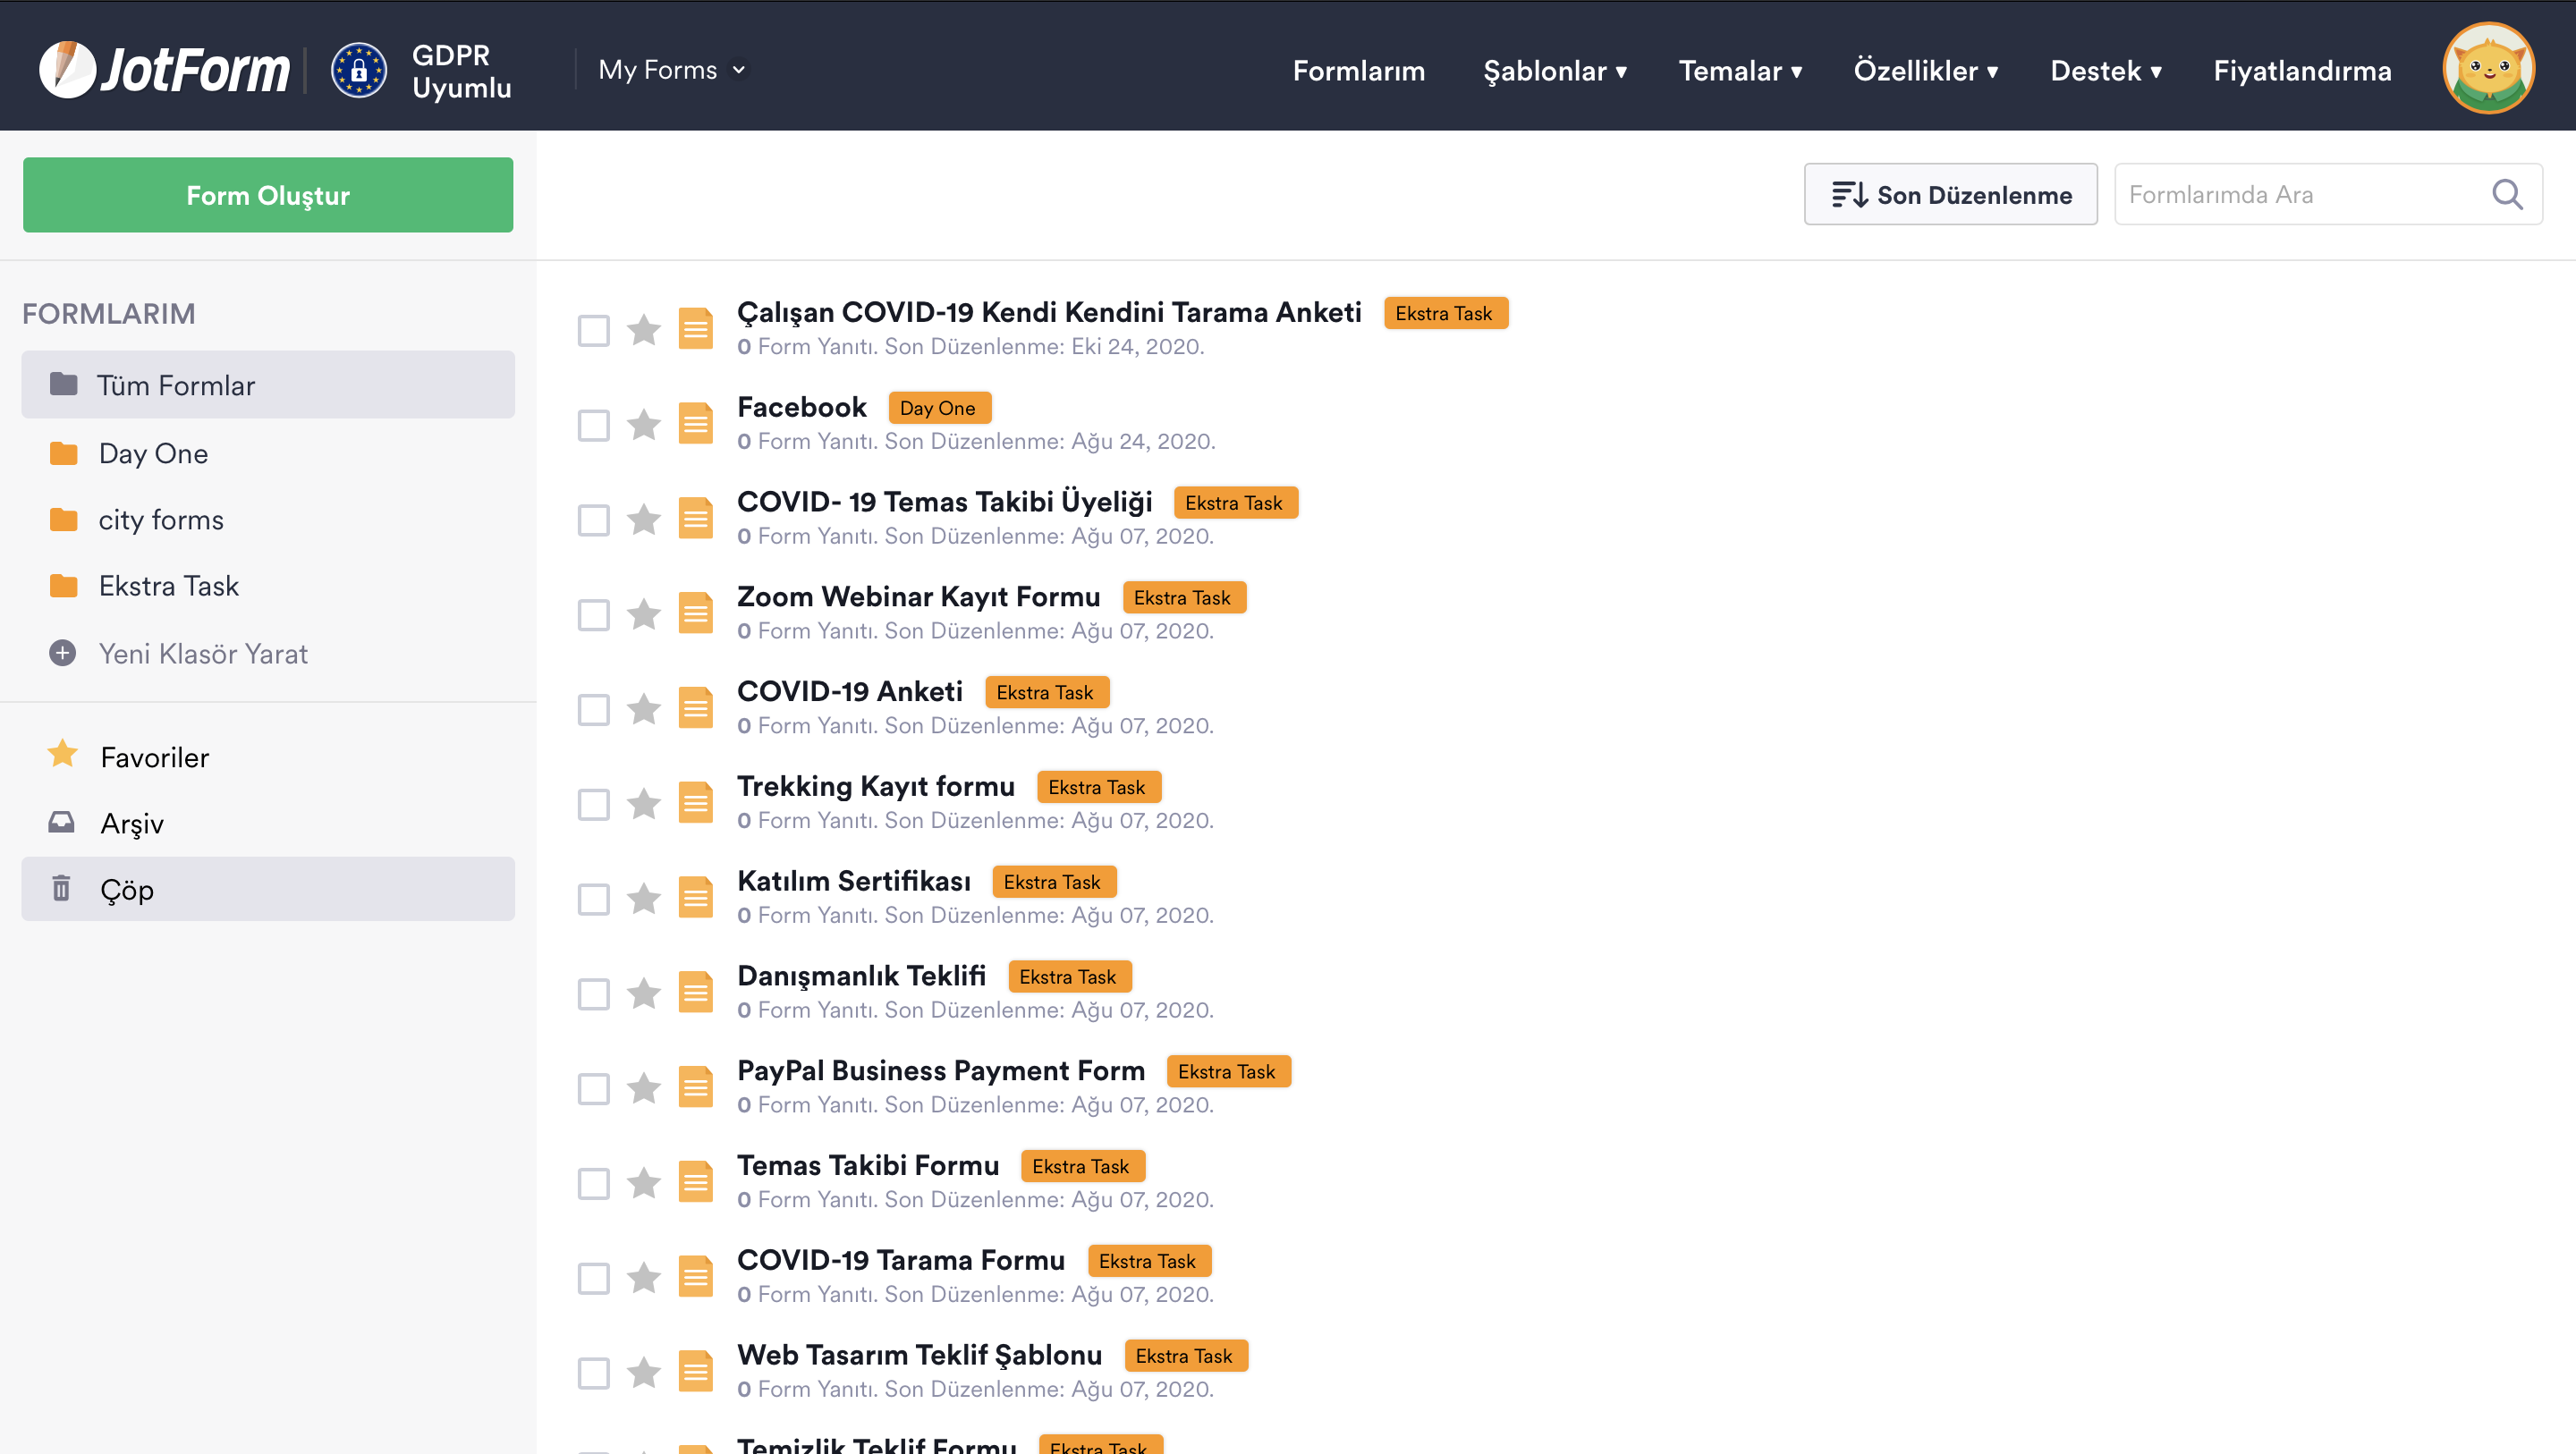 JotForm
GDPR
Uyumlu
My Forms
Formlarım
Şablonlar
Temalar
Özellikler
Destek
Fiyatlandırma
Form Oluştur
Son Düzenlenme
Formlarımda Ara
FORMLARIM
Tüm Formlar
Day One
city forms
Ekstra Task
Yeni Klasör Yarat
Favoriler
Arşiv
Çöp
Çalışan COVID-19 Kendi Kendini Tarama Anketi Ekstra Task
0 Form Yanıtı. Son Düzenlenme: Eki 24, 2020.
Facebook Day One
0 Form Yanıtı. Son Düzenlenme: Ağu 24, 2020.
COVID- 19 Temas Takibi Üyeliği Ekstra Task
0 Form Yanıtı. Son Düzenlenme: Ağu 07, 2020.
Zoom Webinar Kayıt Formu Ekstra Task
0 Form Yanıtı. Son Düzenlenme: Ağu 07, 2020.
COVID-19 Anketi Ekstra Task
0 Form Yanıtı. Son Düzenlenme: Ağu 07, 2020.
Trekking Kayıt formu Ekstra Task
0 Form Yanıtı. Son Düzenlenme: Ağu 07, 2020.
Katılım Sertifikası Ekstra Task
0 Form Yanıtı. Son Düzenlenme: Ağu 07, 2020.
Danışmanlık Teklifi Ekstra Task
0 Form Yanıtı. Son Düzenlenme: Ağu 07, 2020.
PayPal Business Payment Form Ekstra Task
0 Form Yanıtı. Son Düzenlenme: Ağu 07, 2020.
Temas Takibi Formu Ekstra Task
0 Form Yanıtı. Son Düzenlenme: Ağu 07, 2020.
COVID-19 Tarama Formu Ekstra Task
0 Form Yanıtı. Son Düzenlenme: Ağu 07, 2020.
Web Tasarım Teklif Şablonu Ekstra Task
0 Form Yanıtı. Son Düzenlenme: Ağu 07, 2020.
Temizlik Teklif Formu Ekstra Task